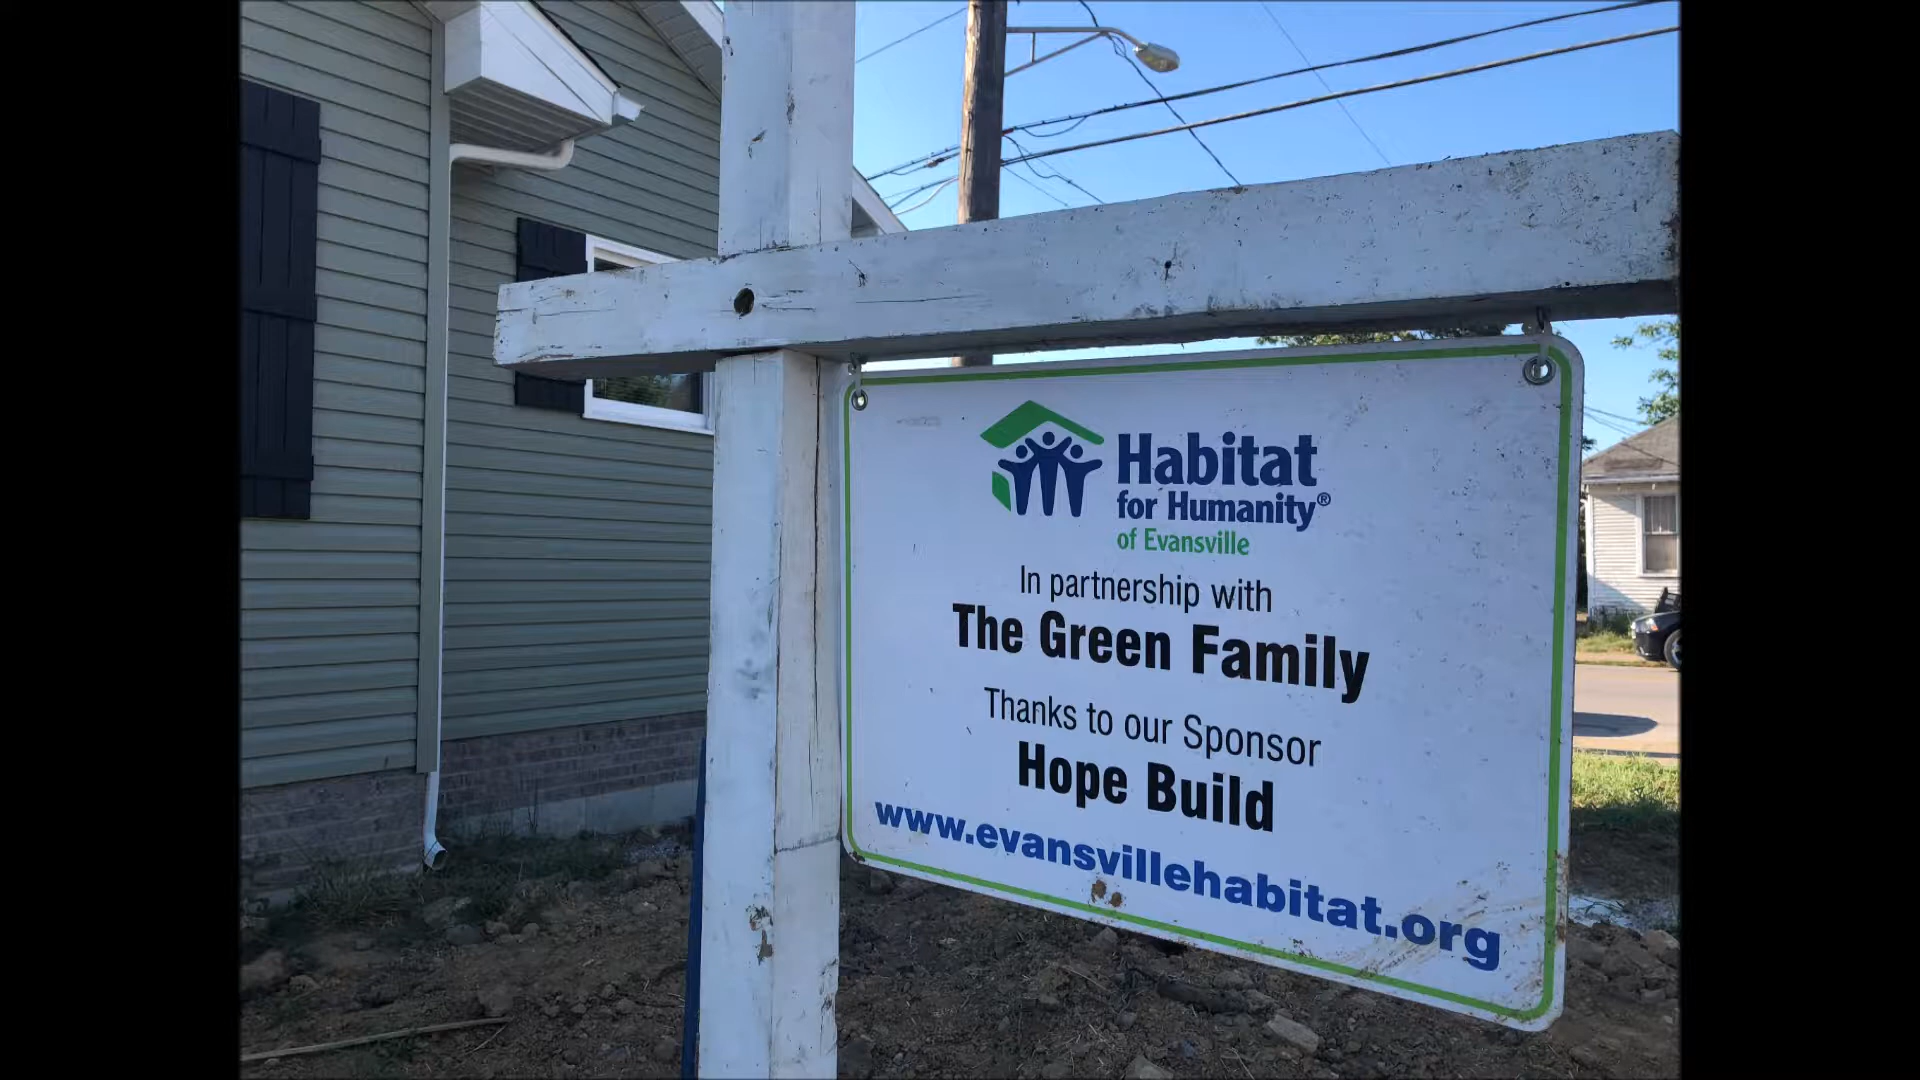 Habitat
for Humanity®
of Evansville
In partnership with
The Green Family
Thanks to our Sponsor
Hope Build
www.evansvillehabitat.org